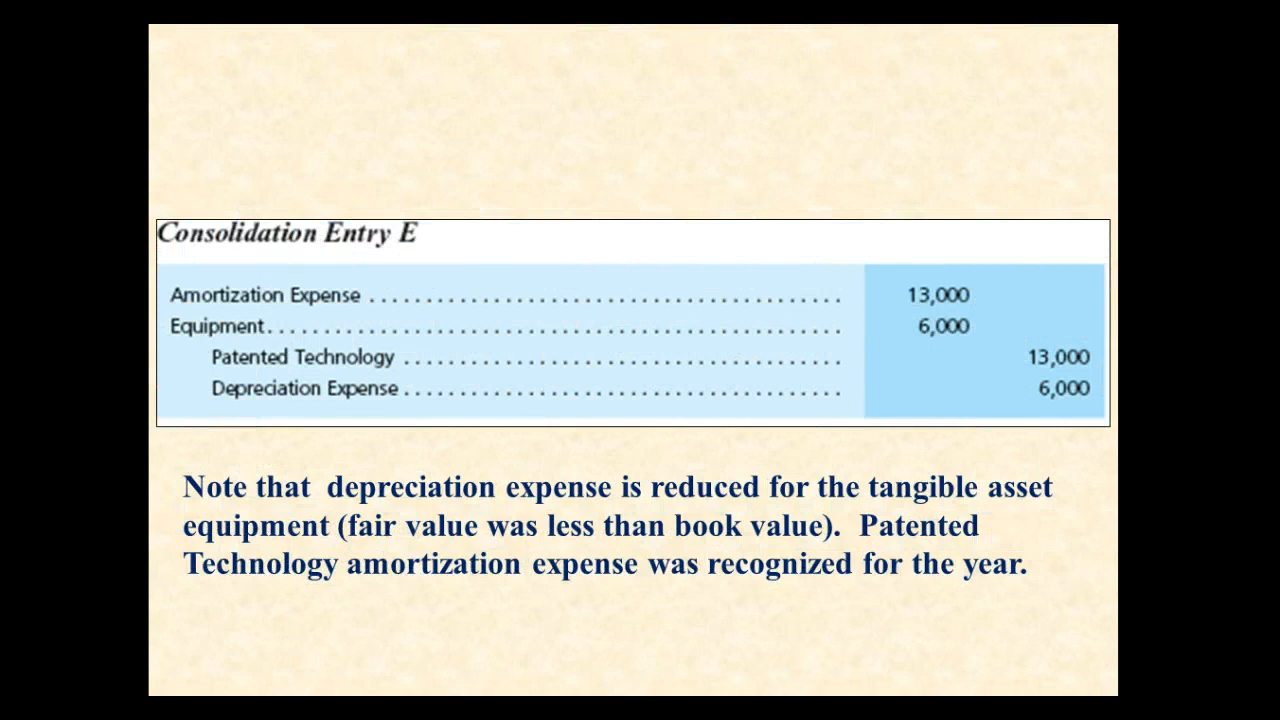 Consolidation Entry E
Amortization Expense ........................................ 13,000
Equipment................................................. 6,000
Patented Technology ..................................... 13,000
Depreciation Expense ..................................... 6,000
Note that  depreciation expense is reduced for the tangible asset
equipment (fair value was less than book value).  Patented
Technology amortization expense was recognized for the year.